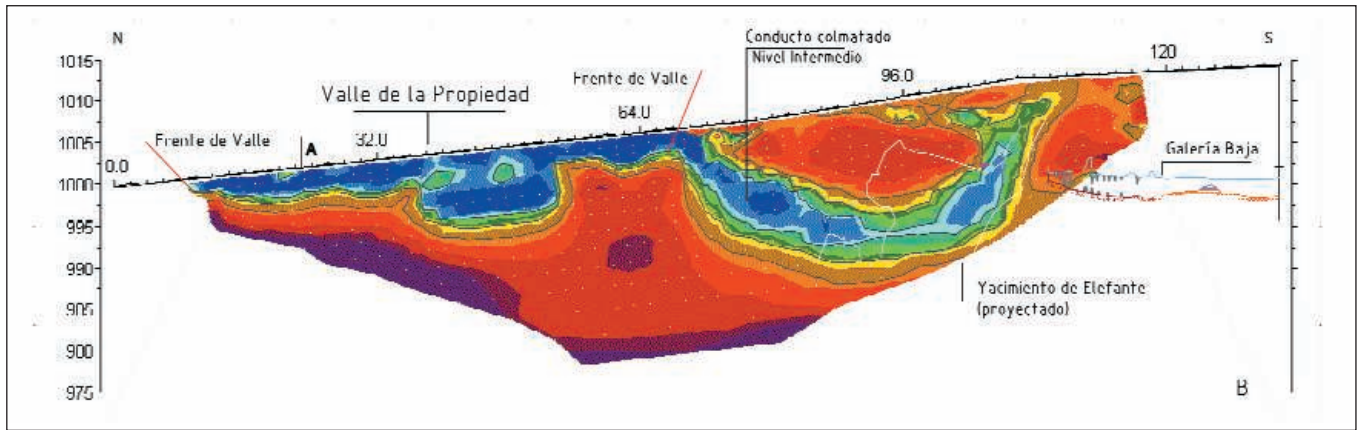 N
S
1015
1010
1005
1000
995
990
985
900
975
0.0
32.0
64.0
96.0
120
Frente de Valle
A
Valle de la Propiedad
Frente de Valle
Conducto colmatado
Nivel Intermedio
Galería Baja
Yacimiento de Elefante
(proyectado)
B